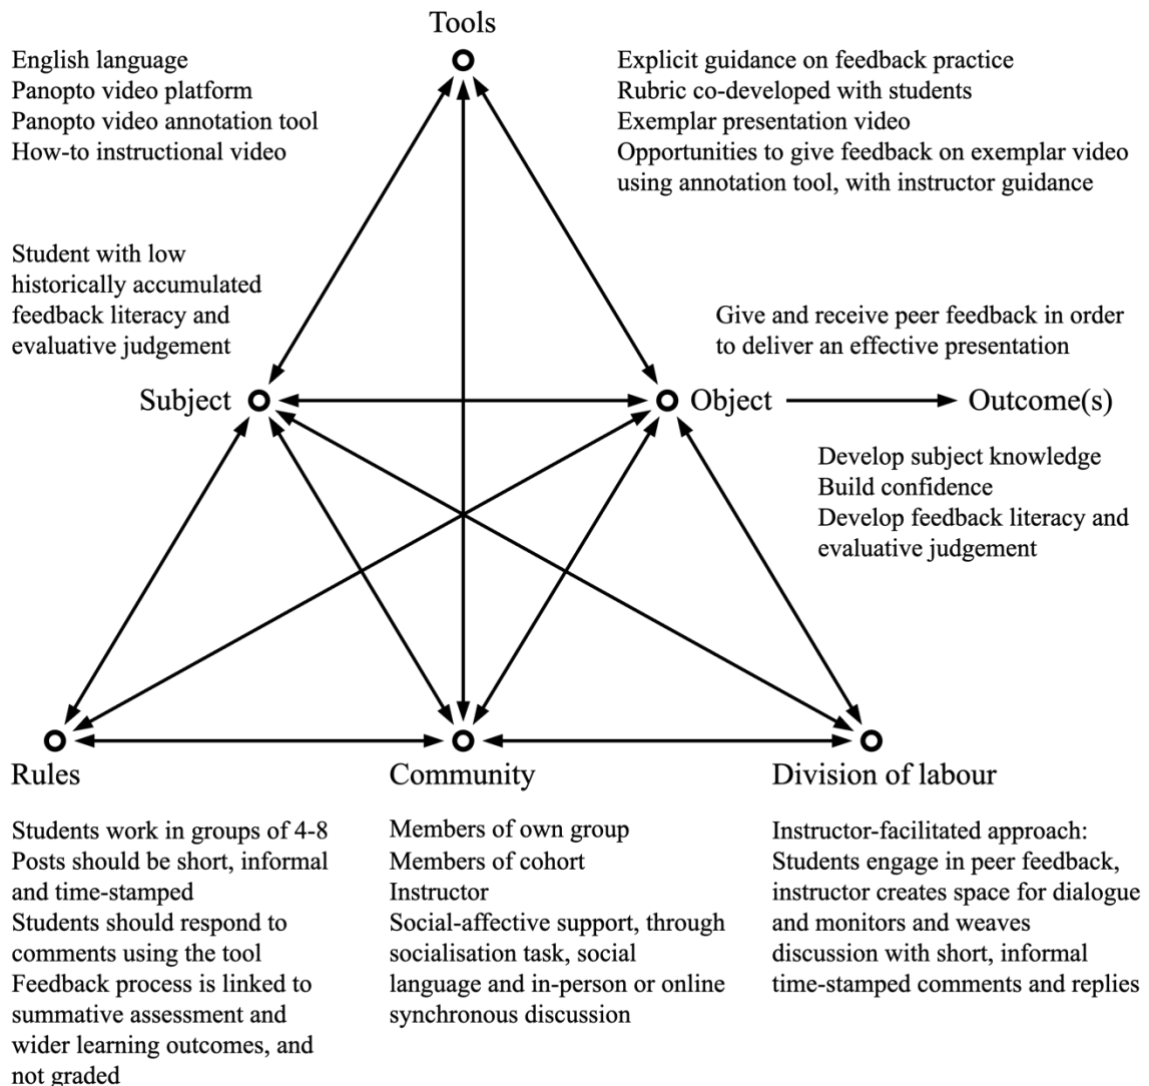 Tools
English language
Panopto video platform
Panopto video annotation tool
How-to instructional video
Explicit guidance on feedback practice
Rubric co-developed with students
Exemplar presentation video
Opportunities to give feedback on exemplar video
using annotation tool, with instructor guidance
Student with low
historically accumulated
feedback literacy and
evaluative judgement
Give and receive peer feedback in order
to deliver an effective presentation
Subject
Object
Outcome(s)
Develop subject knowledge
Build confidence
Develop feedback literacy and
evaluative judgement
Rules
Students work in groups of 4-8
Posts should be short, informal
and time-stamped
Students should respond to
comments using the tool
Feedback process is linked to
summative assessment and
wider learning outcomes, and
not graded
Community
Members of own group
Members of cohort
Instructor
Social-affective support, through
socialisation task, social
language and in-person or online
synchronous discussion
Division of labour
Instructor-facilitated approach:
Students engage in peer feedback,
instructor creates space for dialogue
and monitors and weaves
discussion with short, informal
time-stamped comments and replies